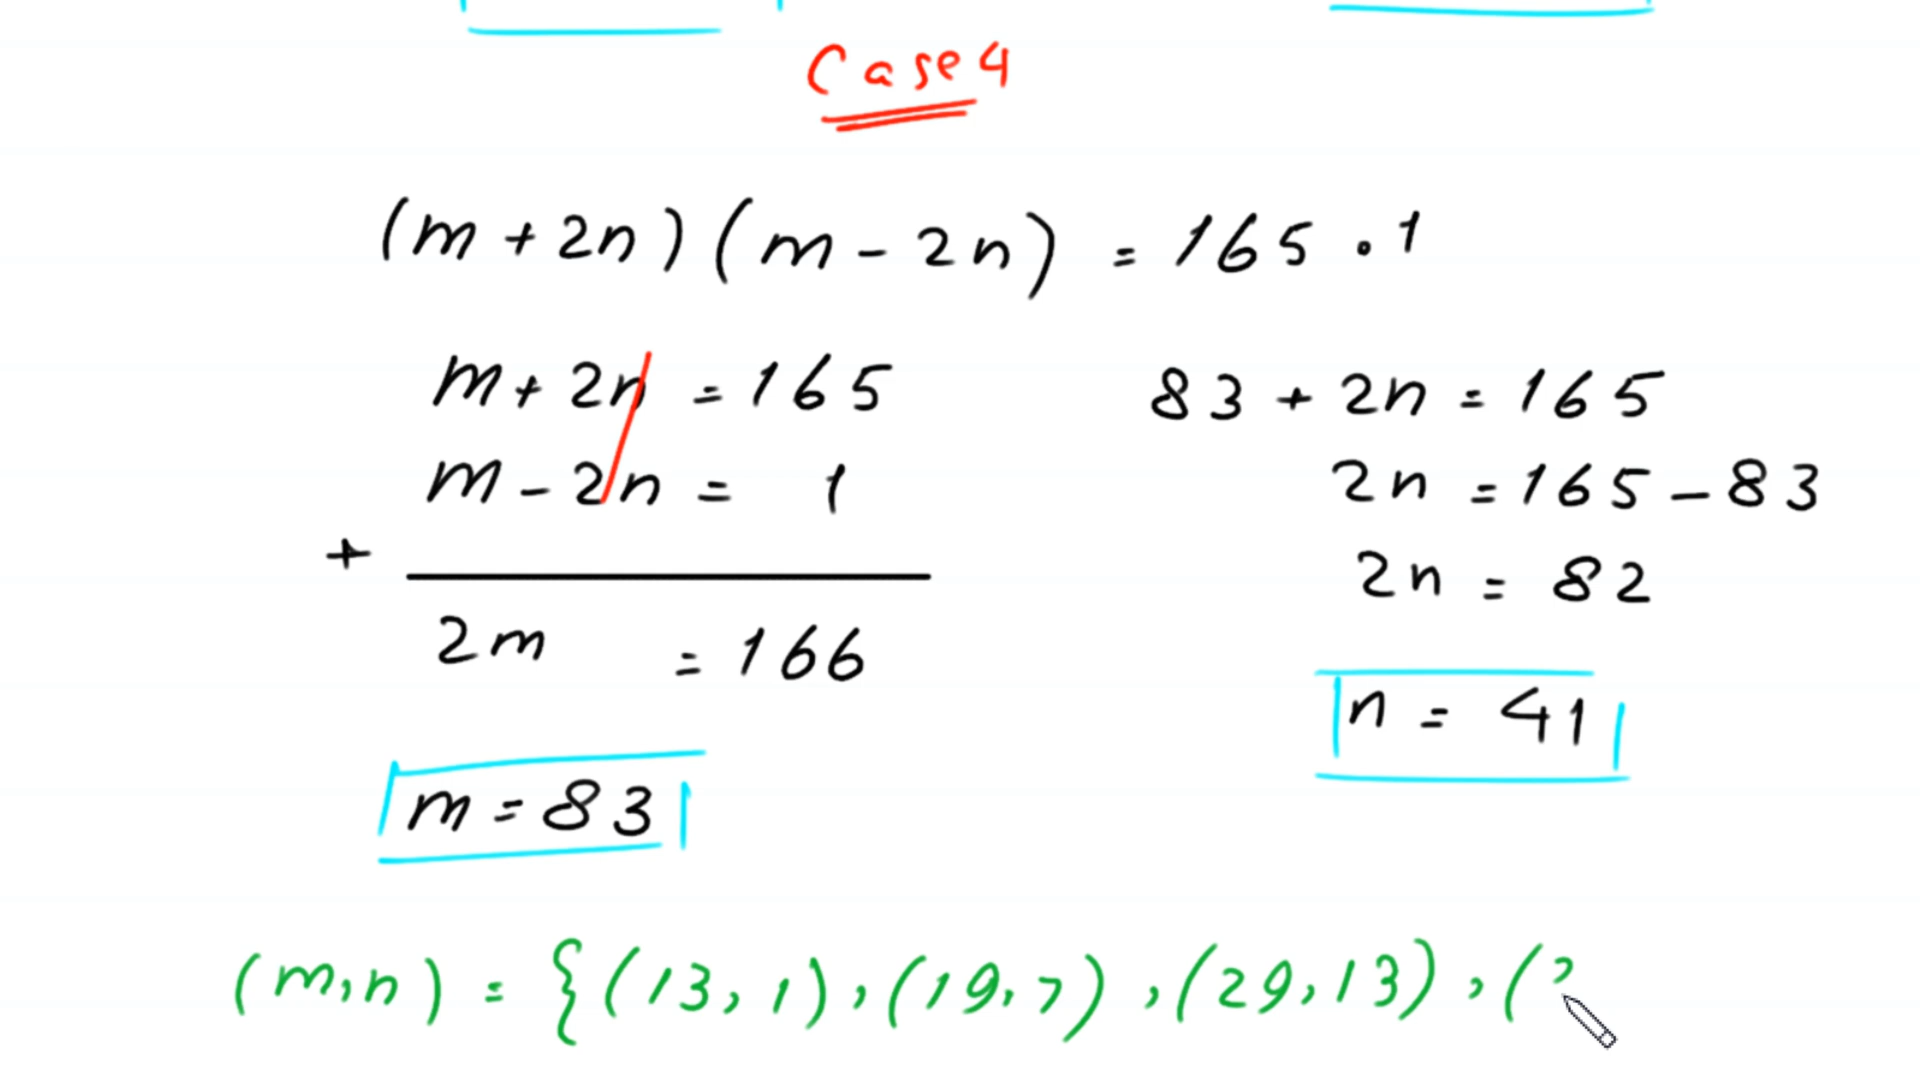 Case 4
(m + 2n) (m - 2n) = 165 . 1
m + 2n = 165
m - 2n = 1
+
2m = 166
m = 83
83 + 2n = 165
2n = 165 - 83
2n = 82
n = 41
(m, n) = {(13, 1), (19, 7), (29, 13), (